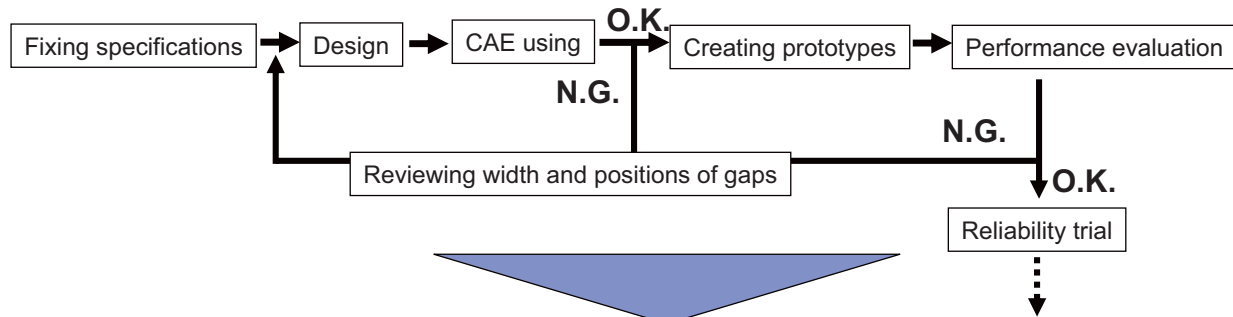 O.K.
Fixing specifications
Design
CAE using
Creating prototypes
Performance evaluation
N.G.
N.G.
Reviewing width and positions of gaps
O.K.
Reliability trial